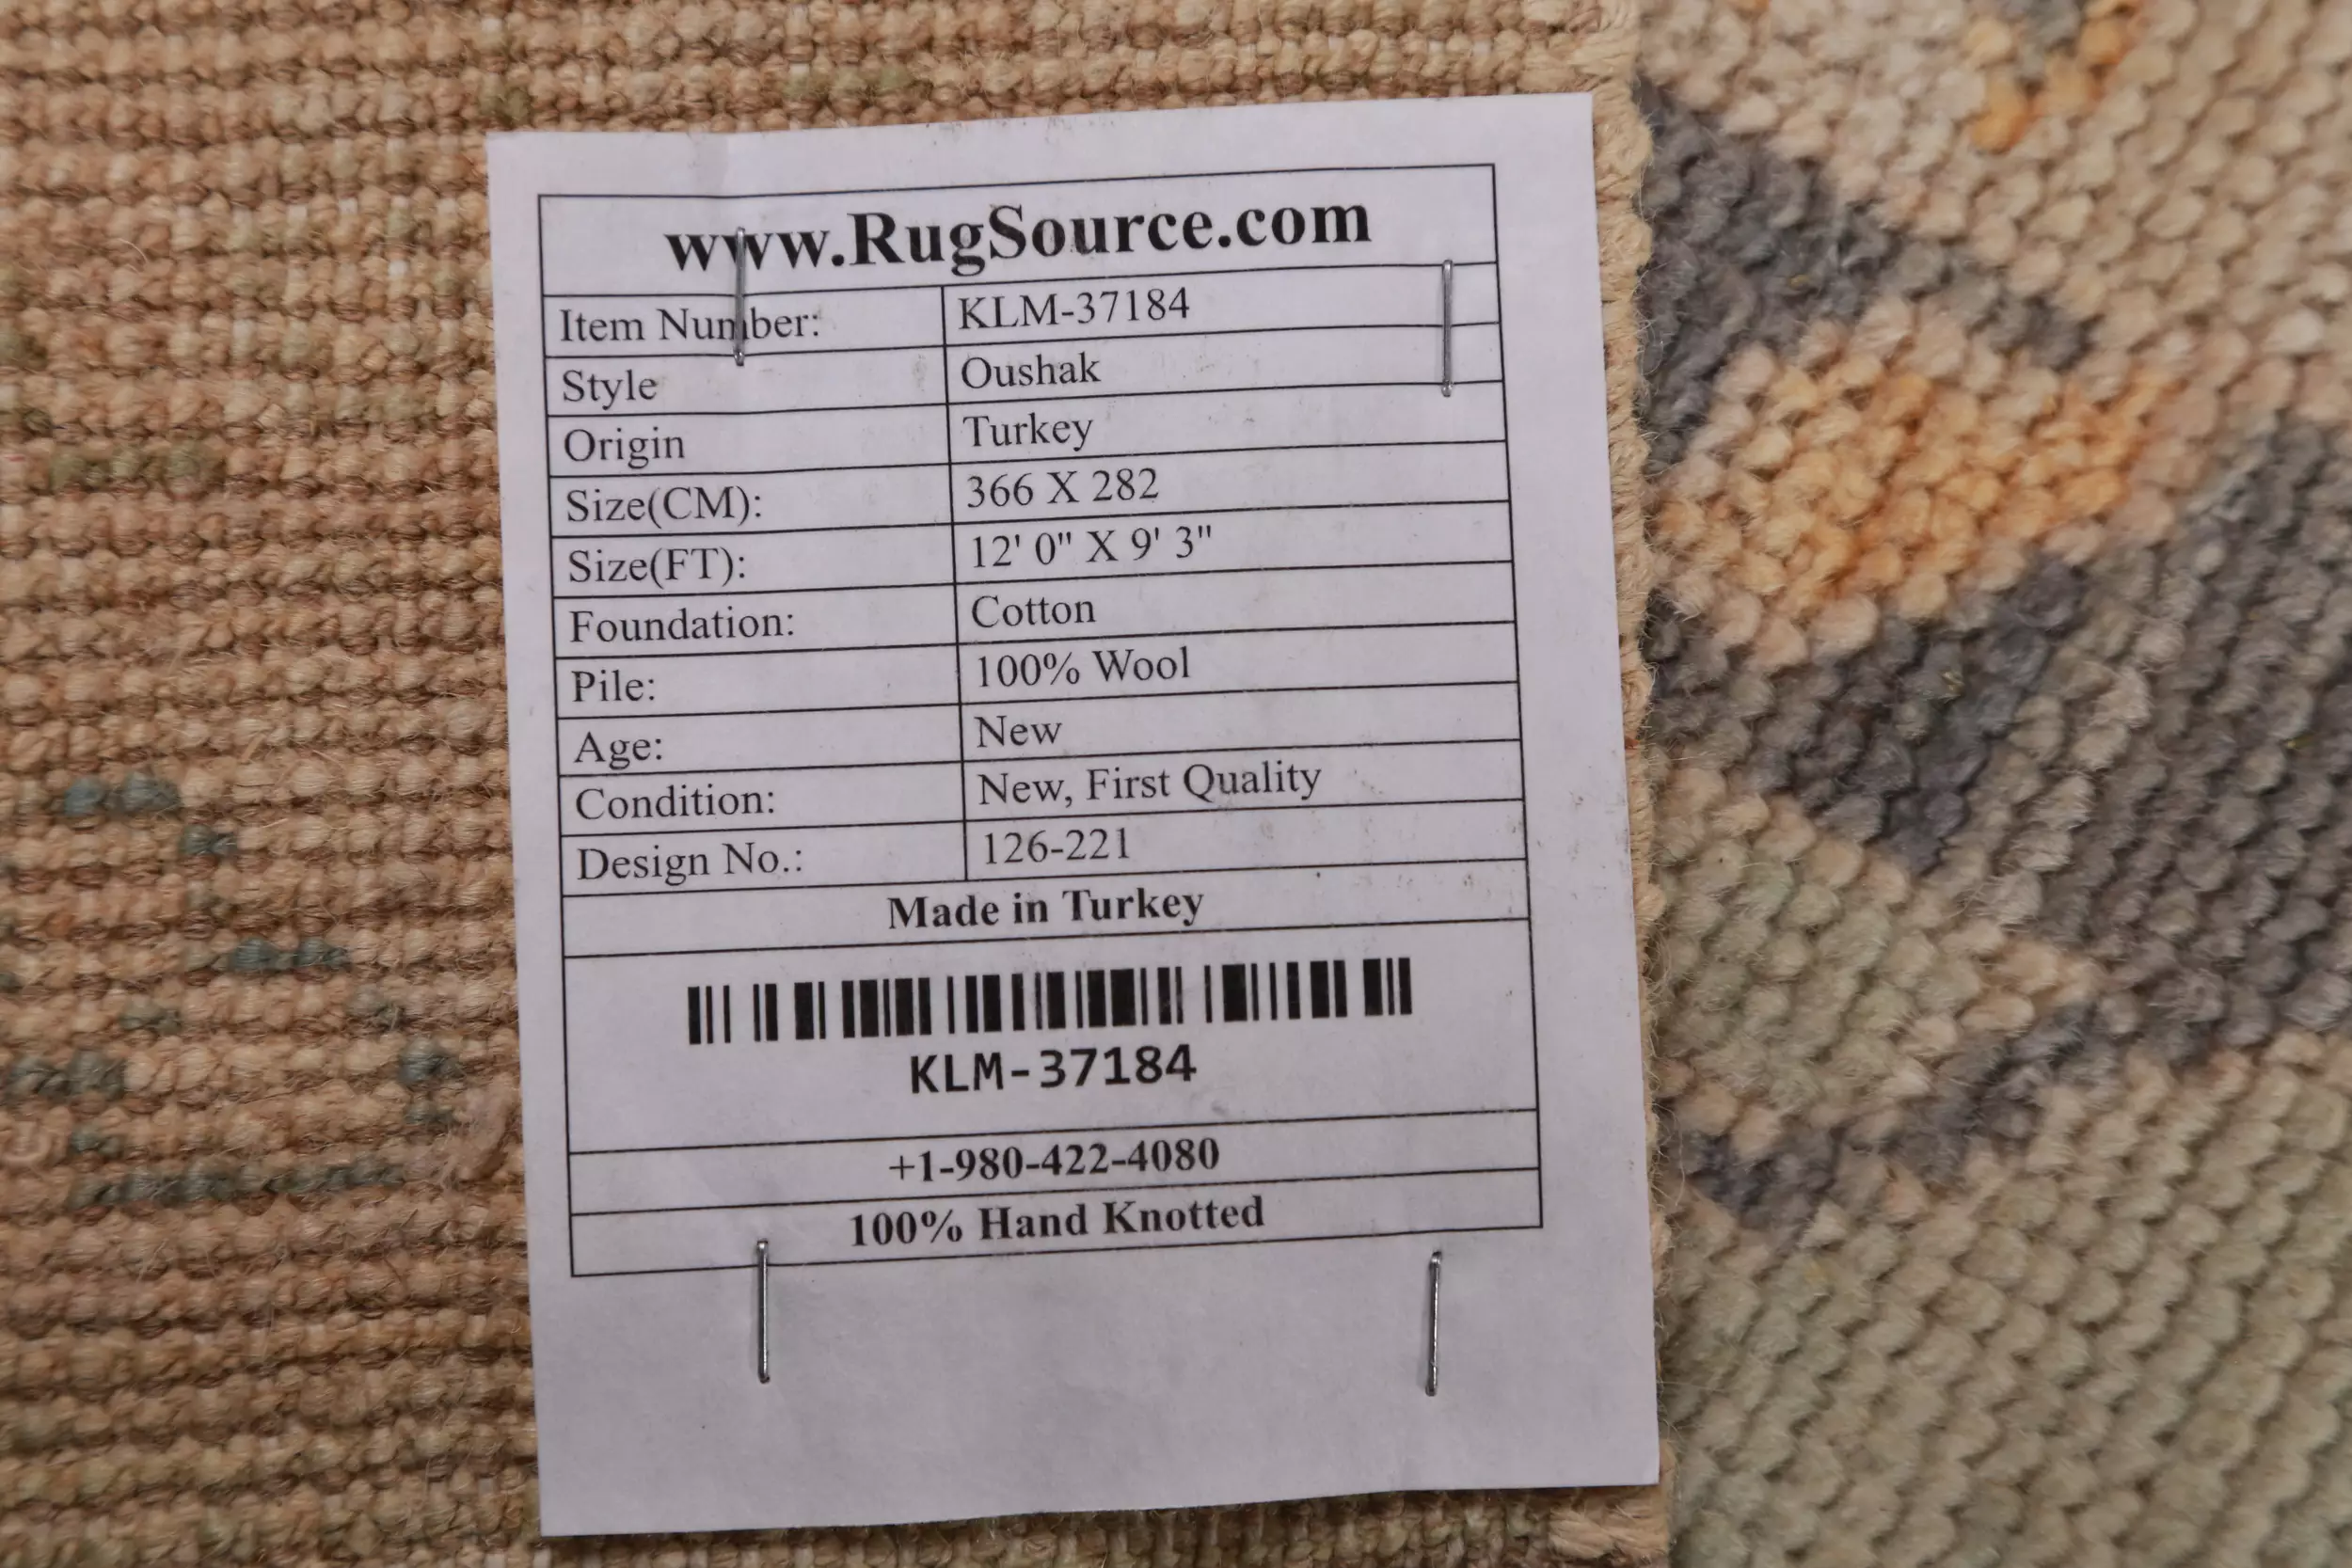 www.RugSource.com
Item Number: KLM-37184
Style Oushak
Origin Turkey
Size(CM): 366 X 282
Size(FT): 12' 0" X 9' 3"
Foundation: Cotton
Pile: 100% Wool
Age: New
Condition: New, First Quality
Design No.: 126-221
Made in Turkey
KLM-37184
+1-980-422-4080
100% Hand Knotted